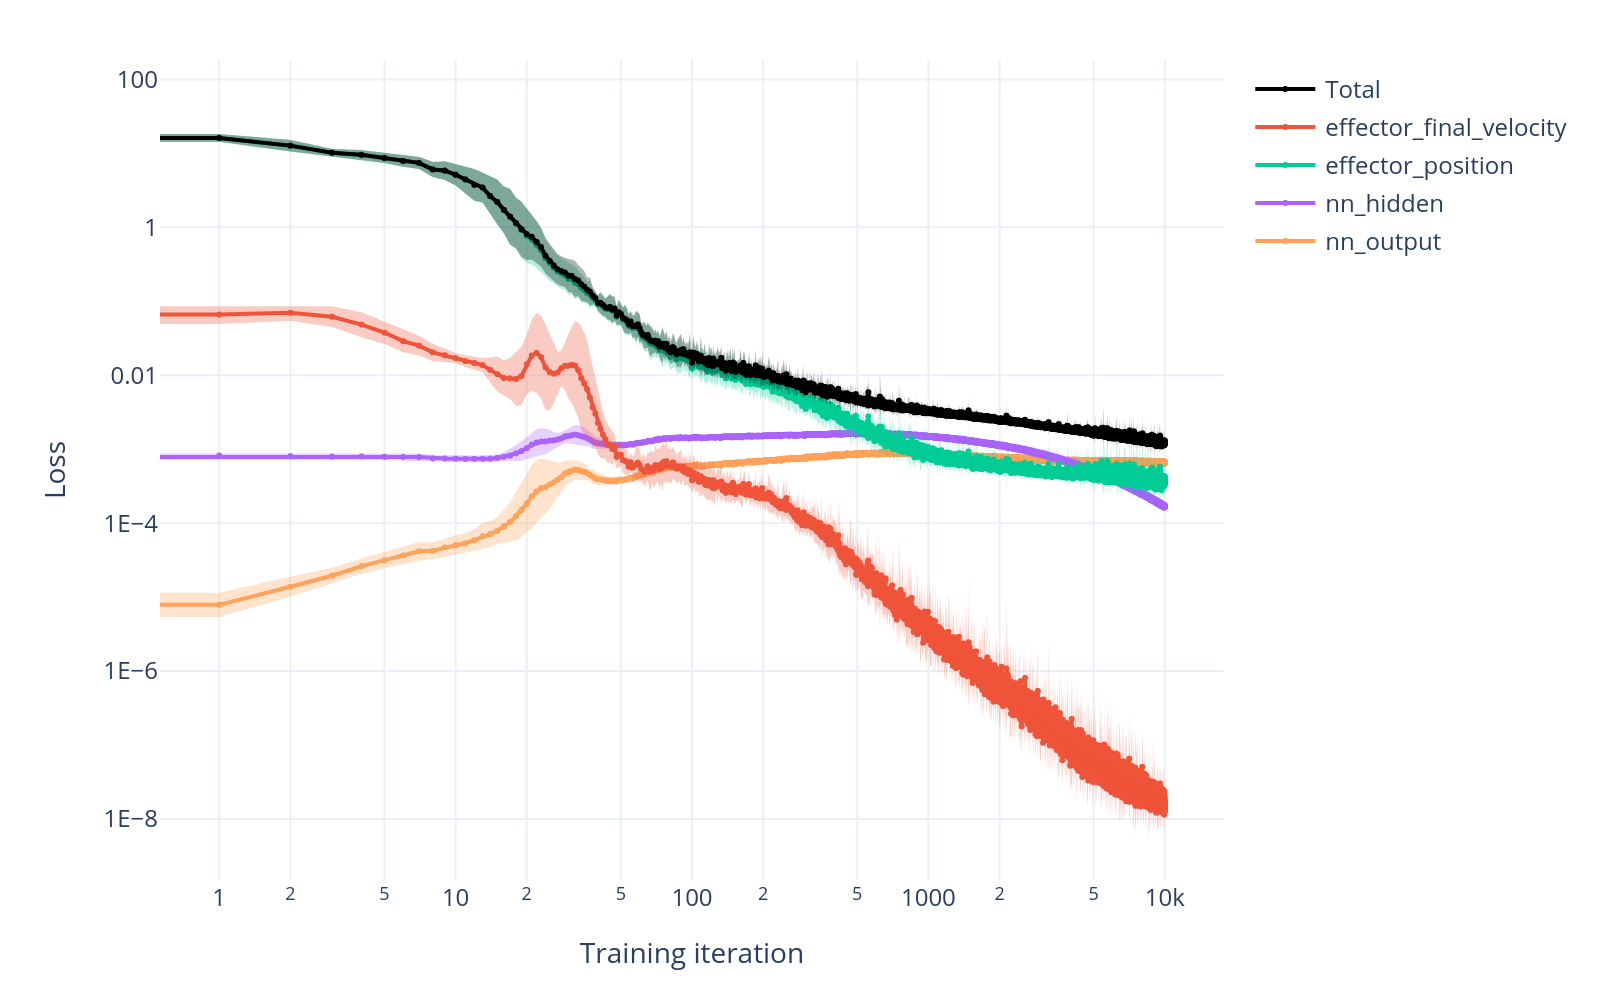 100
1
0.01
1E−4
1E−6
1E−8
Loss
1 2 5 10 2 5 100 2 5 1000 2 5 10k
Training iteration
Total
effector_final_velocity
effector_position
nn_hidden
nn_output